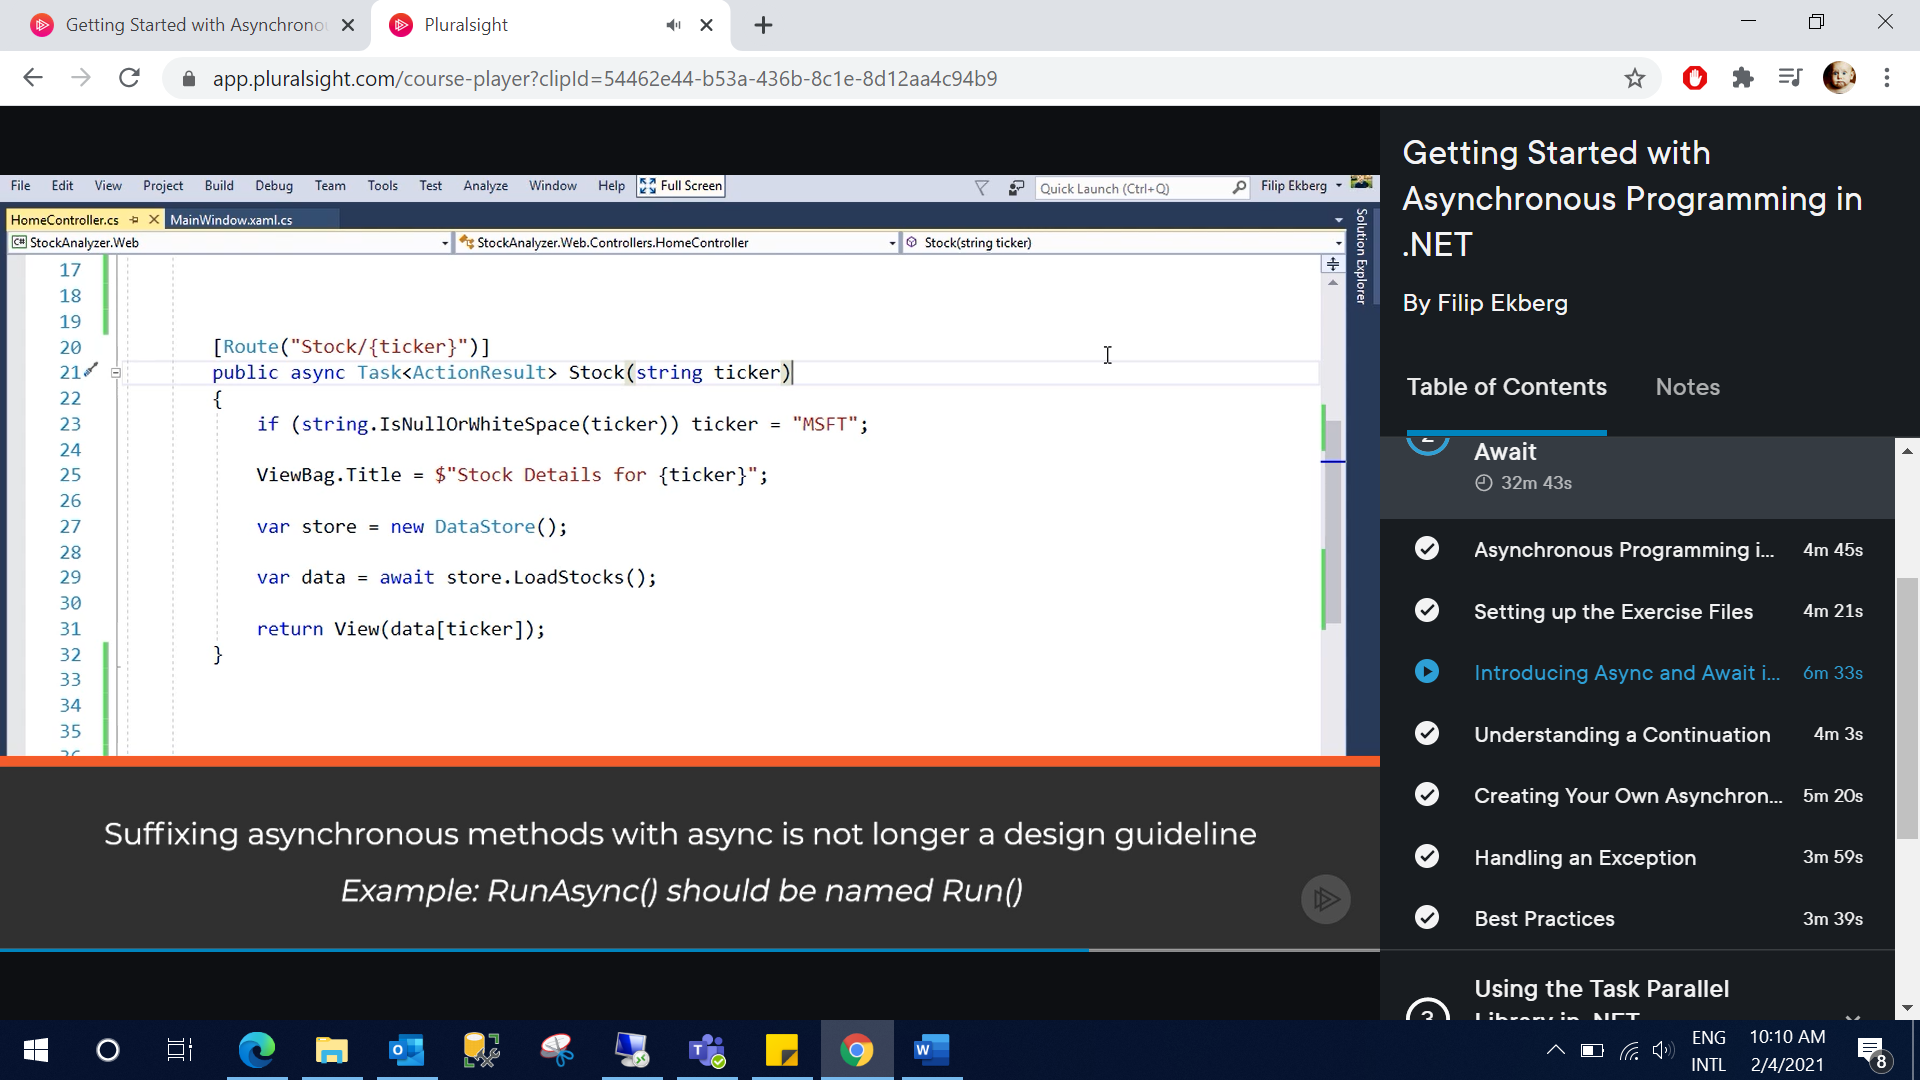 Getting Started with Asynchrono
Pluralsight
app.pluralsight.com/course-player?clipId=54462e44-b53a-436b-8c1e-8d12aa4c94b9
File Edit View Project Build Debug Team Tools Test Analyze Window Help Full Screen
Quick Launch (Ctrl+Q)
Filip Ekberg
HomeController.cs
MainWindow.xaml.cs
StockAnalyzer.Web
StockAnalyzer.Web.Controllers.HomeController
Stock(string ticker)
Solution Explorer
17
18
19
20 [Route("Stock/{ticker}")]
21 public async Task<ActionResult> Stock(string ticker)
22 {
23 if (string.IsNullOrWhiteSpace(ticker)) ticker = "MSFT";
24
25 ViewBag.Title = $"Stock Details for {ticker}";
26
27 var store = new DataStore();
28
29 var data = await store.LoadStocks();
30
31 return View(data[ticker]);
32 }
33
34
35
36
Suffixing asynchronous methods with async is not longer a design guideline
Example: RunAsync() should be named Run()
Getting Started with
Asynchronous Programming in
.NET
By Filip Ekberg
Table of Contents
Notes
2
Await
32m 43s
Asynchronous Programming i... 4m 45s
Setting up the Exercise Files 4m 21s
Introducing Async and Await i... 6m 33s
Understanding a Continuation 4m 3s
Creating Your Own Asynchron... 5m 20s
Handling an Exception 3m 59s
Best Practices 3m 39s
3
Using the Task Parallel
Library in .NET
ENG
INTL
10:10 AM
2/4/2021
8